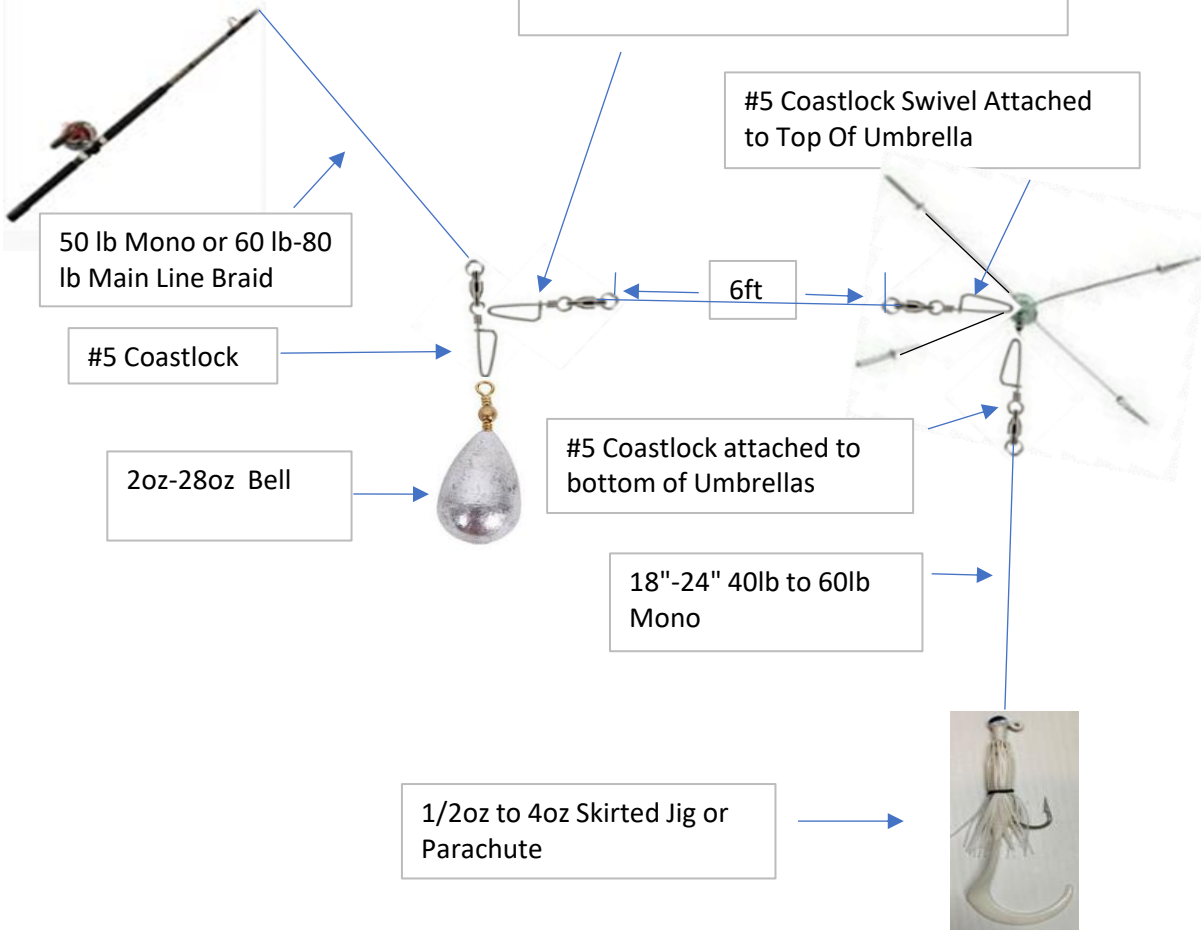 #5 Coastlock Swivel Attached
to Top Of Umbrella
50 lb Mono or 60 lb-80
lb Main Line Braid
6ft
#5 Coastlock
#5 Coastlock attached to
bottom of Umbrellas
2oz-28oz  Bell
18"-24" 40lb to 60lb
Mono
1/2oz to 4oz Skirted Jig or
Parachute